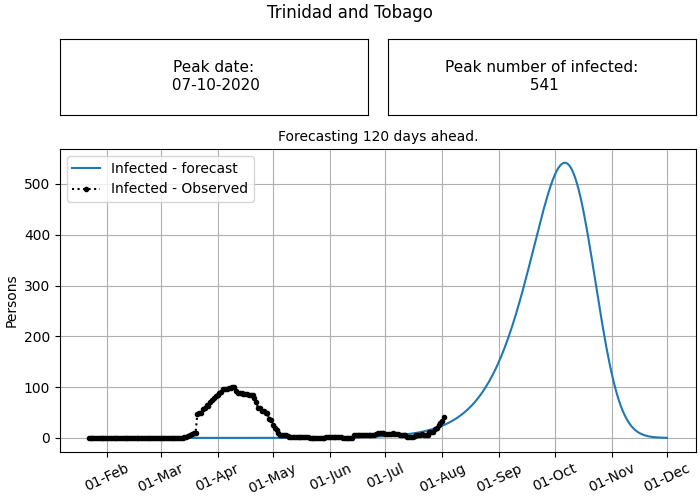 Trinidad and Tobago
Peak date:
07-10-2020
Peak number of infected:
541
Forecasting 120 days ahead.
Infected - forecast
Infected - Observed
500
400
300
200
100
0
Persons
01-Feb
01-Mar
01-Apr
01-May
01-Jun
01-Jul
01-Aug
01-Sep
01-Oct
01-Nov
01-Dec